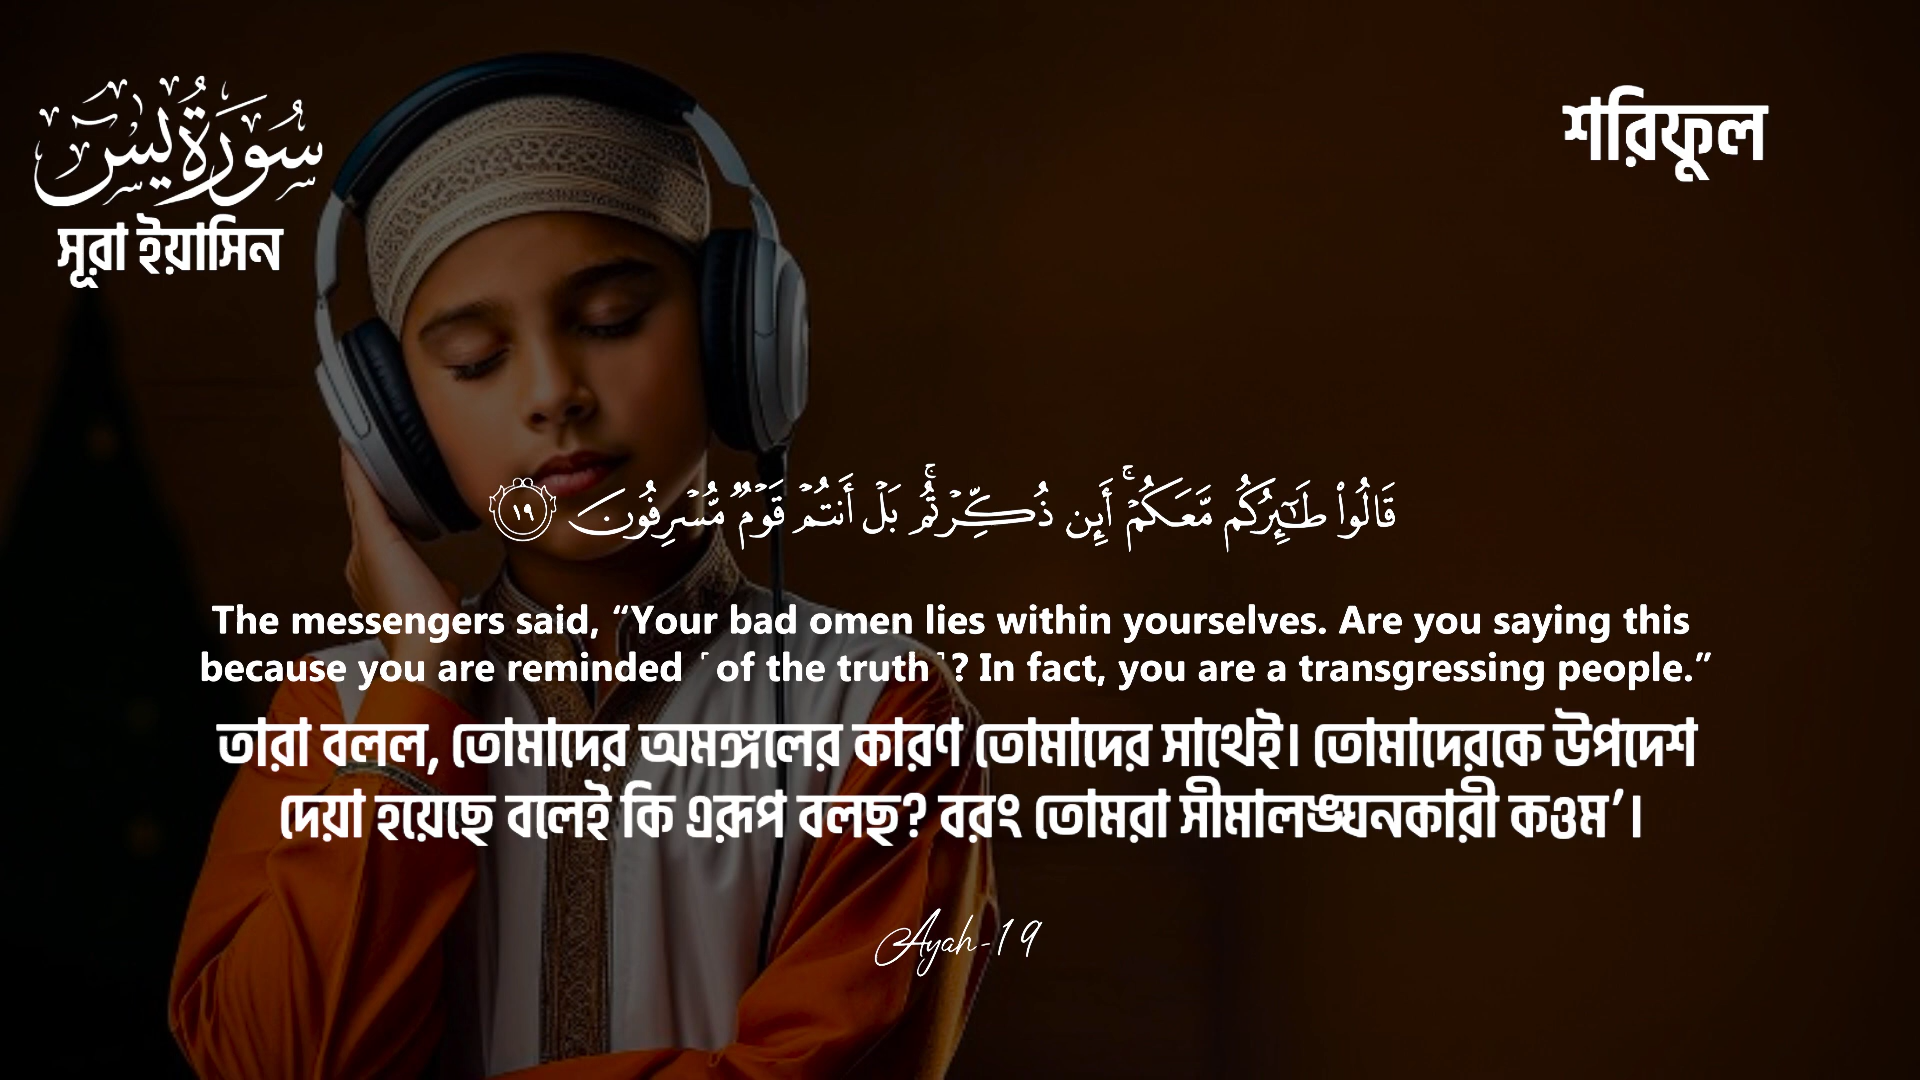 سُورَةُ يسٓ
সূরা ইয়াসিন
শরিফুল
قَالُوا۟ طَـٰٓئِرُكُم مَّعَكُمْ ۚ أَئِن ذُكِّرْتُم ۚ بَلْ أَنتُمْ قَوْمٌ مُّسْرِفُونَ ١٩
The messengers said, “Your bad omen lies within yourselves. Are you saying this
because you are reminded ˹of the truth˺? In fact, you are a transgressing people.”
তারা বলল, তোমাদের অমঙ্গলের কারণ তোমাদের সাথেই। তোমাদেরকে উপদেশ
দেয়া হয়েছে বলেই কি এরূপ বলছ? বরং তোমরা সীমালঙ্ঘনকারী কওম’।
Ayah-19